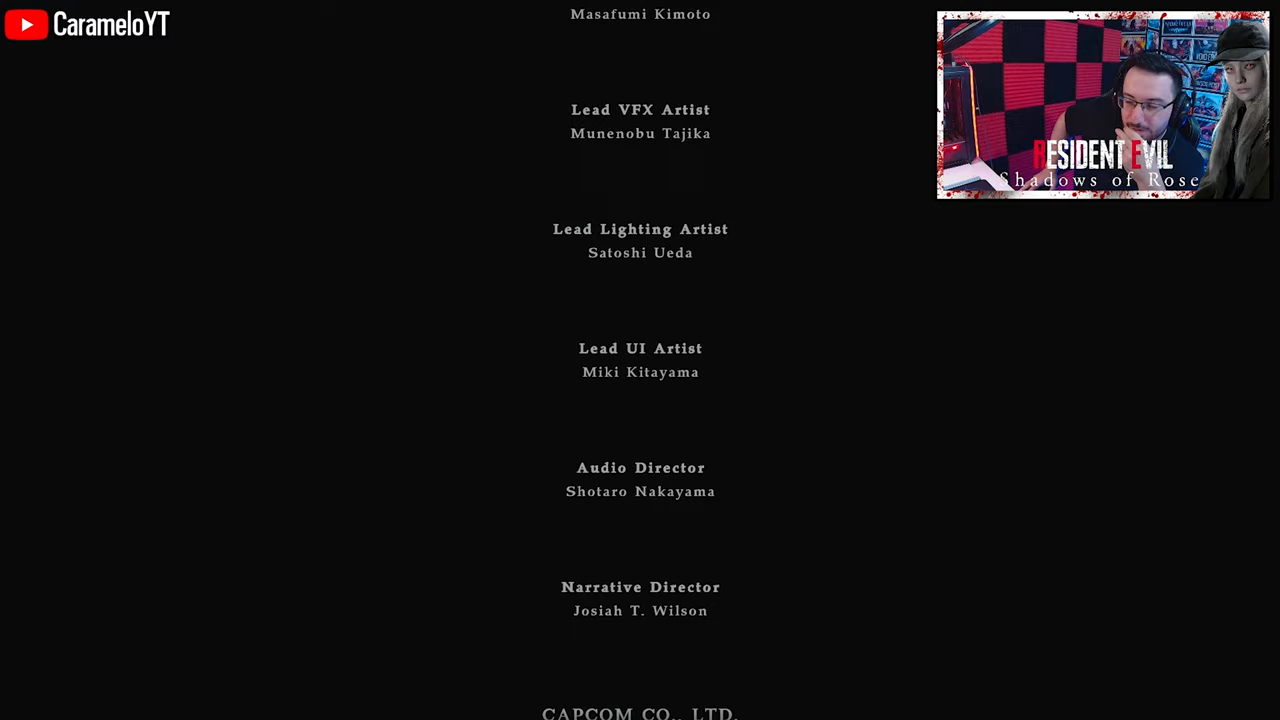 CarameloYT
Masafumi Kimoto
Lead VFX Artist
Munenobu Tajika
Lead Lighting Artist
Satoshi Ueda
Lead UI Artist
Miki Kitayama
Audio Director
Shotaro Nakayama
Narrative Director
Josiah T. Wilson
CAPCOM CO., LTD.
RESIDENT EVIL
Shadows of Rose